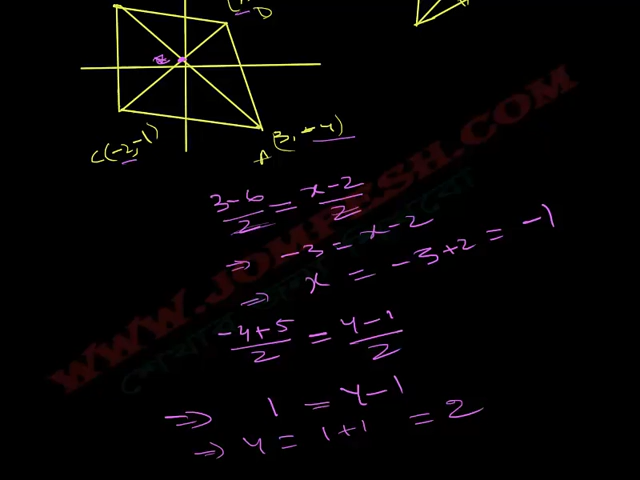 D
C(-2,-1)
A (3, -4)
3-6/2 = x-2/2
⇒ -3 = x-2
⇒ x = -3+2 = -1
-4+5/2 = y-1/2
⇒ 1 = y-1
⇒ y = 1+1 = 2
WWW.JOMPESH.COM